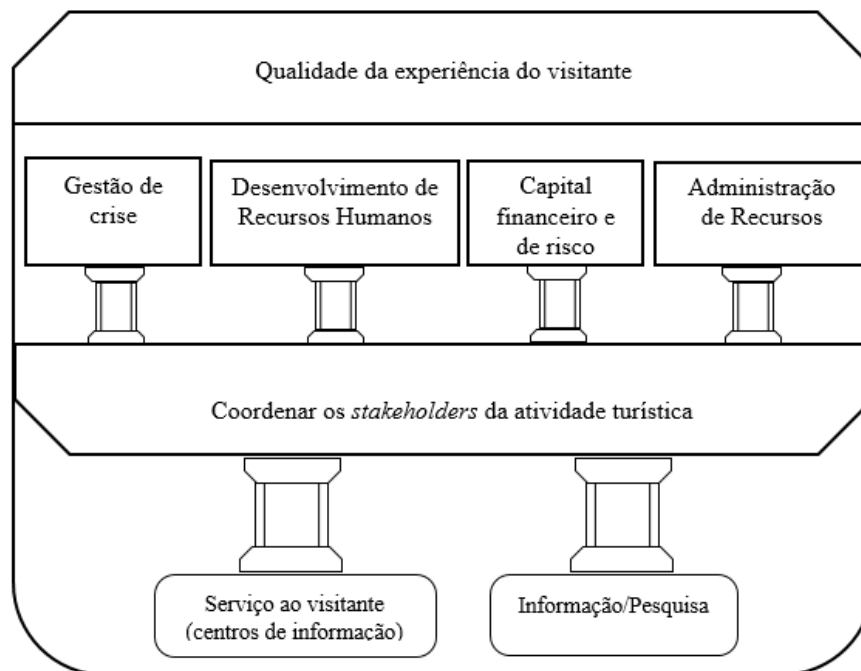 Qualidade da experiência do visitante
Gestão de
crise
Desenvolvimento de
Recursos Humanos
Capital
financeiro e
de risco
Administração
de Recursos
Coordenar os stakeholders da atividade turística
Serviço ao visitante
(centros de informação)
Informação/Pesquisa